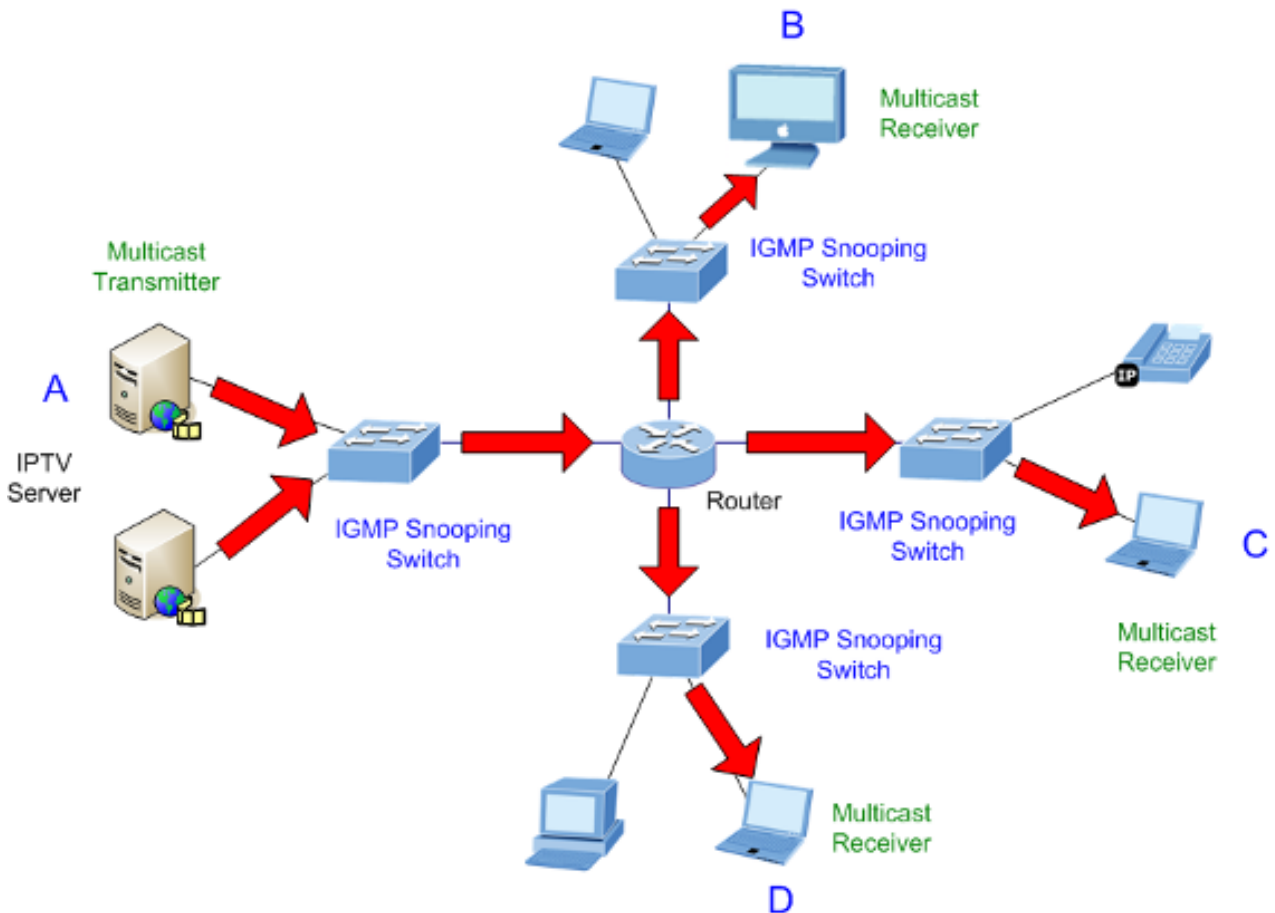 B
Multicast
Receiver
IGMP Snooping
Switch
Multicast
Transmitter
A
IPTV
Server
IGMP Snooping
Switch
Router
IP
IGMP Snooping
Switch
C
Multicast
Receiver
IGMP Snooping
Switch
Multicast
Receiver
D